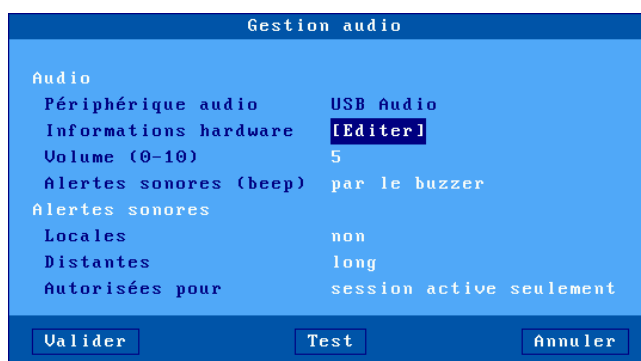 Gestion audio
Audio
Périphérique audio USB Audio
Informations hardware [Editer]
Volume (0-10) 5
Alertes sonores (beep) par le buzzer
Alertes sonores
Locales non
Distantes long
Autorisées pour session active seulement
Valider Test Annuler